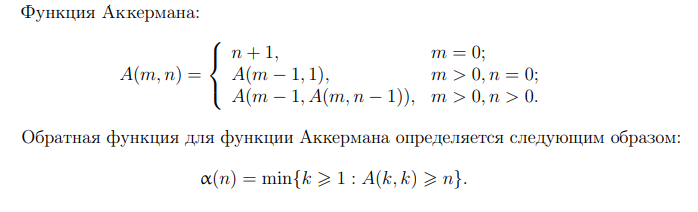 Функция Аккермана:
A(m, n) = { n + 1, m = 0;
A(m − 1, 1), m > 0, n = 0;
A(m − 1, A(m, n − 1)), m > 0, n > 0.
Обратная функция для функции Аккермана определяется следующим образом:
α(n) = min{k ⩾ 1 : A(k, k) ⩾ n}.